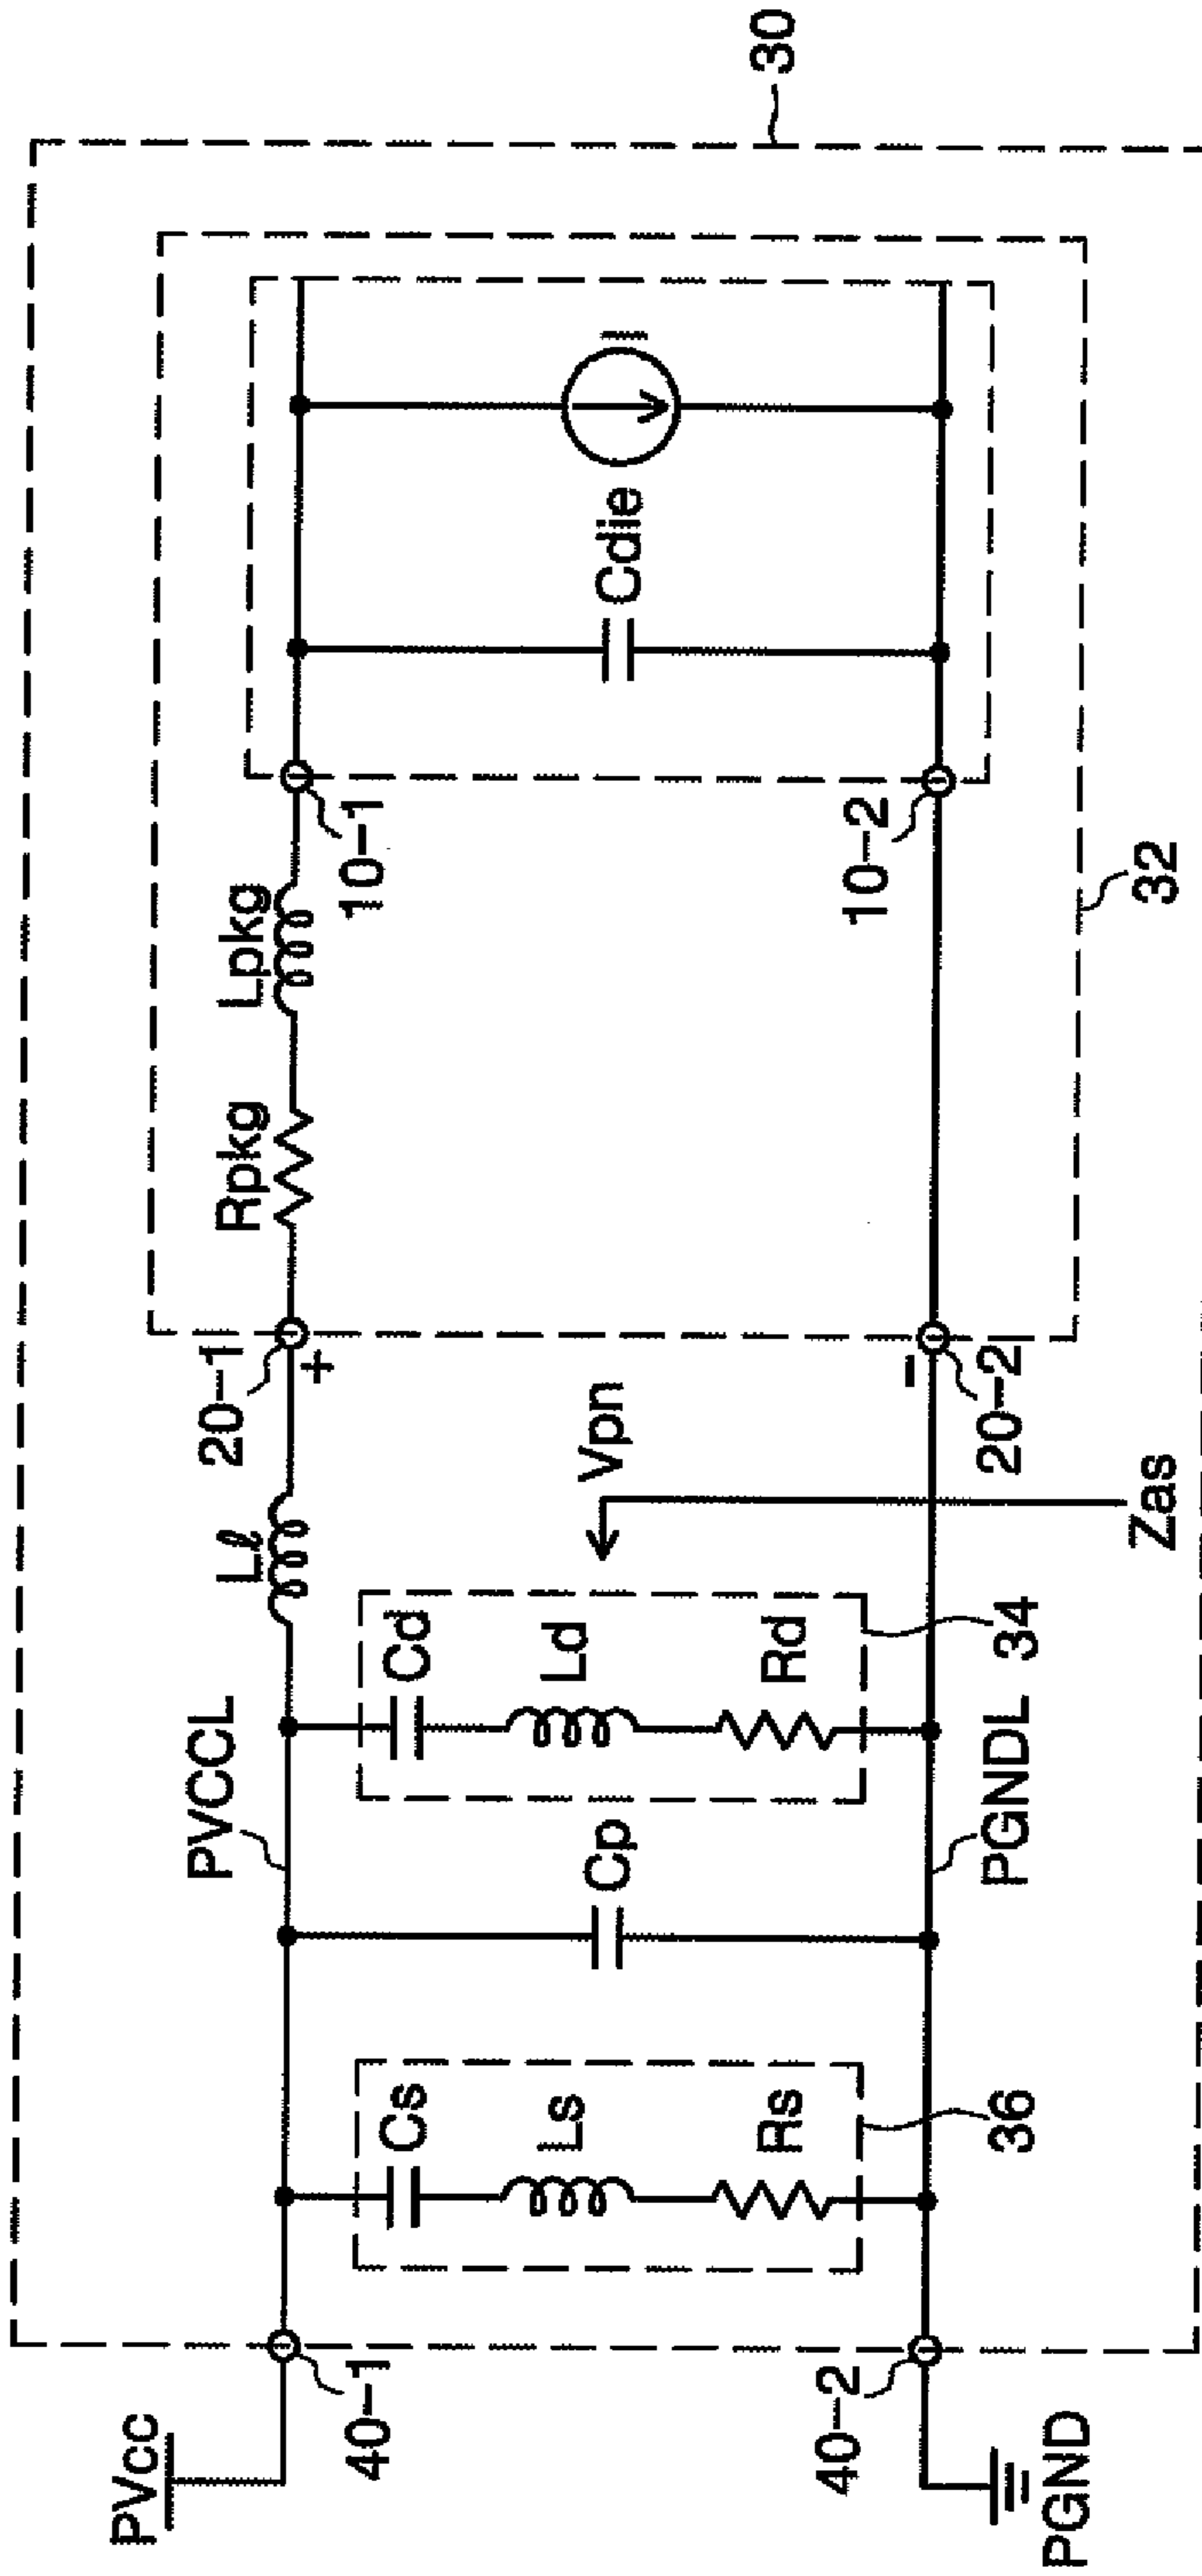 30
PVcc
40-1
PVCCL
Lℓ
20-1
+
Rpkg
Lpkg
10-1
Cs
Ls
Rs
36
Cp
Cd
Ld
Rd
34
Vpn
Zas
Cdie
I
PGND
40-2
PGNDL
-
20-2
10-2
32